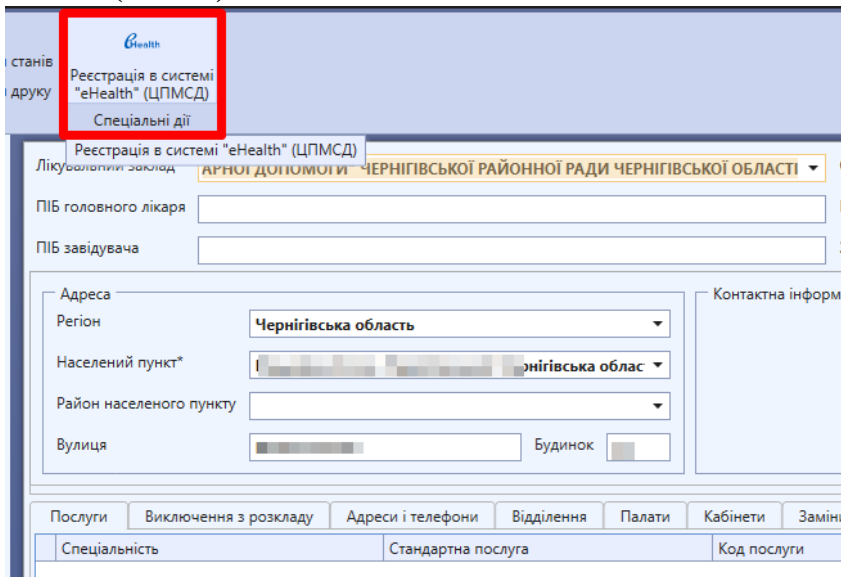 eHealth
станів
друку
Реєстрація в системі
"eHealth" (ЦПМСД)
Спеціальні дії
Реєстрація в системі "eHealth" (ЦПМСД)
Лікувальний заклад АРНОЇ ДОПОМОГИ" ЧЕРНІГІВСЬКОЇ РАЙОННОЇ РАДИ ЧЕРНІГІВСЬКОЇ ОБЛАСТІ
ПІБ головного лікаря
ПІБ завідувача
Адреса
Контактна інформ
Регіон Чернігівська область
Населений пункт* рнігівська облас
Район населеного пункту
Вулиця Будинок
Послуги Виключення з розкладу Адреси і телефони Відділення Палати Кабінети Замін
Спеціальність Стандартна послуга Код послуги